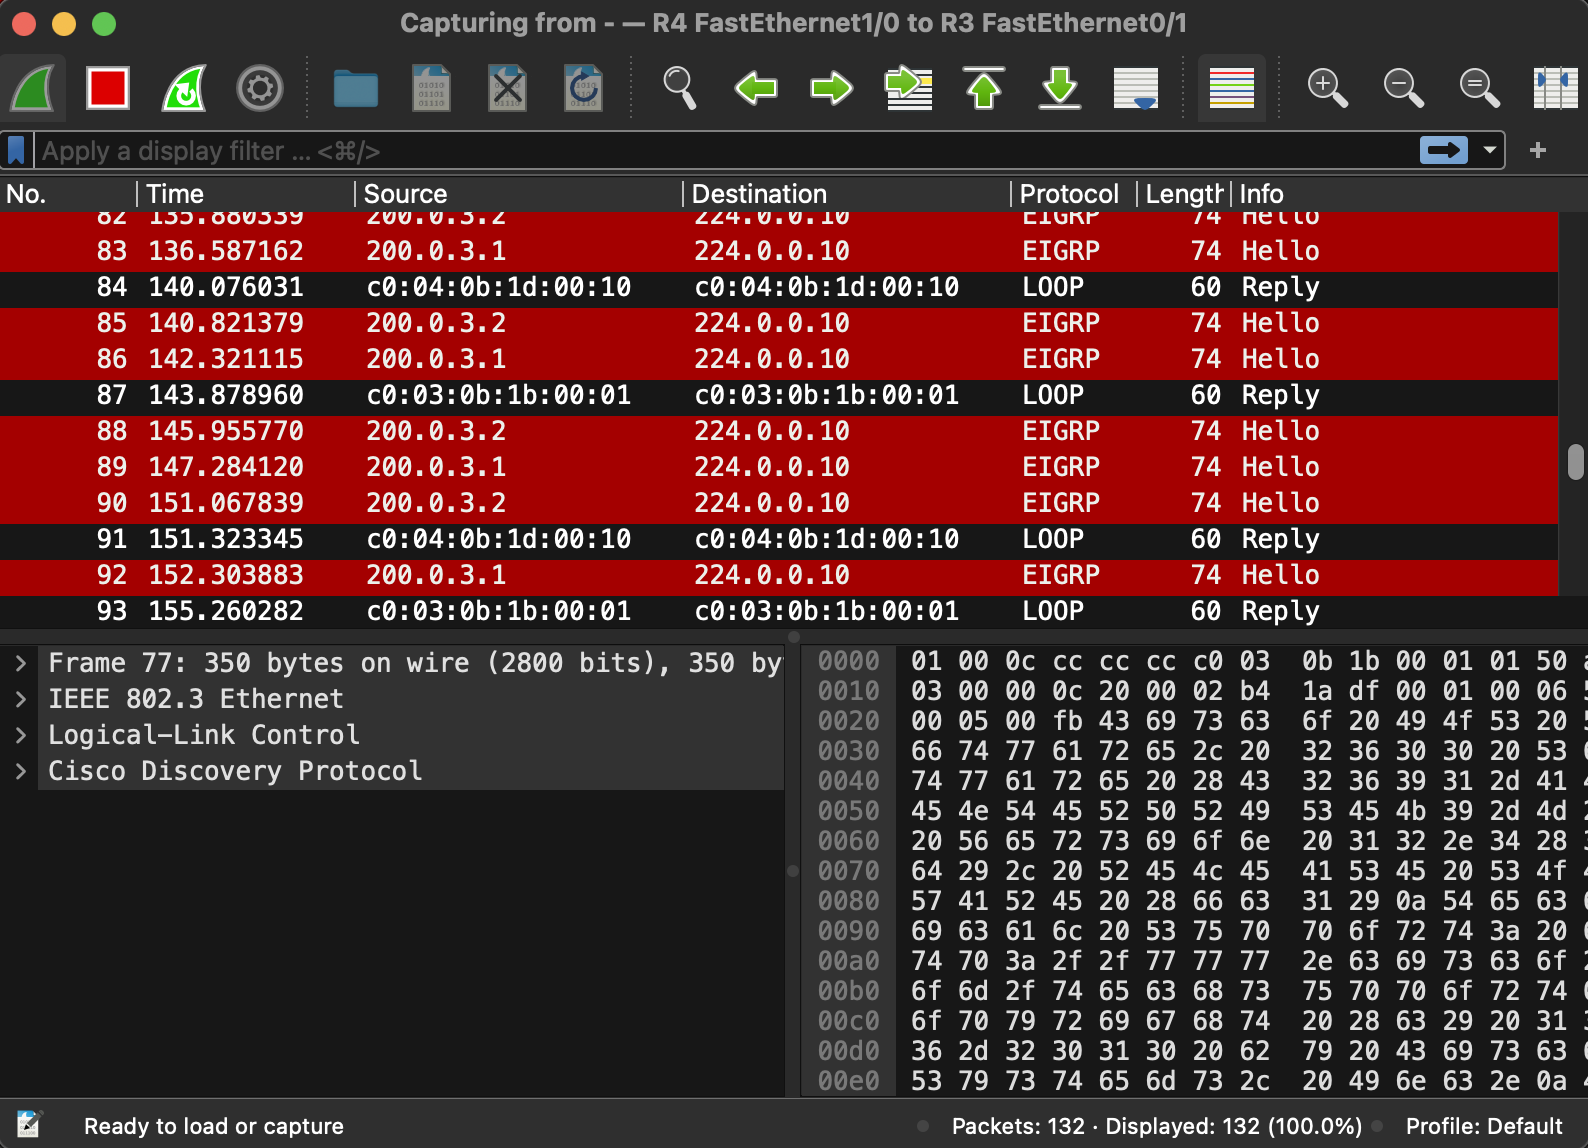 Capturing from - — R4 FastEthernet1/0 to R3 FastEthernet0/1
Apply a display filter ... <⌘/>
No. Time Source Destination Protocol Length Info
82 135.880339 200.0.3.2 224.0.0.10 EIGRP 74 Hello
83 136.587162 200.0.3.1 224.0.0.10 EIGRP 74 Hello
84 140.076031 c0:04:0b:1d:00:10 c0:04:0b:1d:00:10 LOOP 60 Reply
85 140.821379 200.0.3.2 224.0.0.10 EIGRP 74 Hello
86 142.321115 200.0.3.1 224.0.0.10 EIGRP 74 Hello
87 143.878960 c0:03:0b:1b:00:01 c0:03:0b:1b:00:01 LOOP 60 Reply
88 145.955770 200.0.3.2 224.0.0.10 EIGRP 74 Hello
89 147.284120 200.0.3.1 224.0.0.10 EIGRP 74 Hello
90 151.067839 200.0.3.2 224.0.0.10 EIGRP 74 Hello
91 151.323345 c0:04:0b:1d:00:10 c0:04:0b:1d:00:10 LOOP 60 Reply
92 152.303883 200.0.3.1 224.0.0.10 EIGRP 74 Hello
93 155.260282 c0:03:0b:1b:00:01 c0:03:0b:1b:00:01 LOOP 60 Reply
Frame 77: 350 bytes on wire (2800 bits), 350 by
IEEE 802.3 Ethernet
Logical-Link Control
Cisco Discovery Protocol
0000 01 00 0c cc cc cc c0 03 0b 1b 00 01 01 50
0010 03 00 00 0c 20 00 02 b4 1a df 00 01 00 06
0020 00 05 00 fb 43 69 73 63 6f 20 49 4f 53 20
0030 66 74 77 61 72 65 2c 20 32 36 30 30 20 53
0040 74 77 61 72 65 20 28 43 32 36 39 31 2d 41
0050 45 4e 54 45 52 50 52 49 53 45 4b 39 2d 4d
0060 20 56 65 72 73 69 6f 6e 20 31 32 2e 34 28
0070 64 29 2c 20 52 45 4c 45 41 53 45 20 53 4f
0080 57 41 52 45 20 28 66 63 31 29 0a 54 65 63
0090 69 63 61 6c 20 53 75 70 70 6f 72 74 3a 20
00a0 74 70 3a 2f 2f 77 77 77 2e 63 69 73 63 6f
00b0 6f 6d 2f 74 65 63 68 73 75 70 70 6f 72 74
00c0 6f 70 79 72 69 67 68 74 20 28 63 29 20 31
00d0 36 2d 32 30 31 30 20 62 79 20 43 69 73 63
00e0 53 79 73 74 65 6d 73 2c 20 49 6e 63 2e 0a
Ready to load or capture
Packets: 132 · Displayed: 132 (100.0%)
Profile: Default